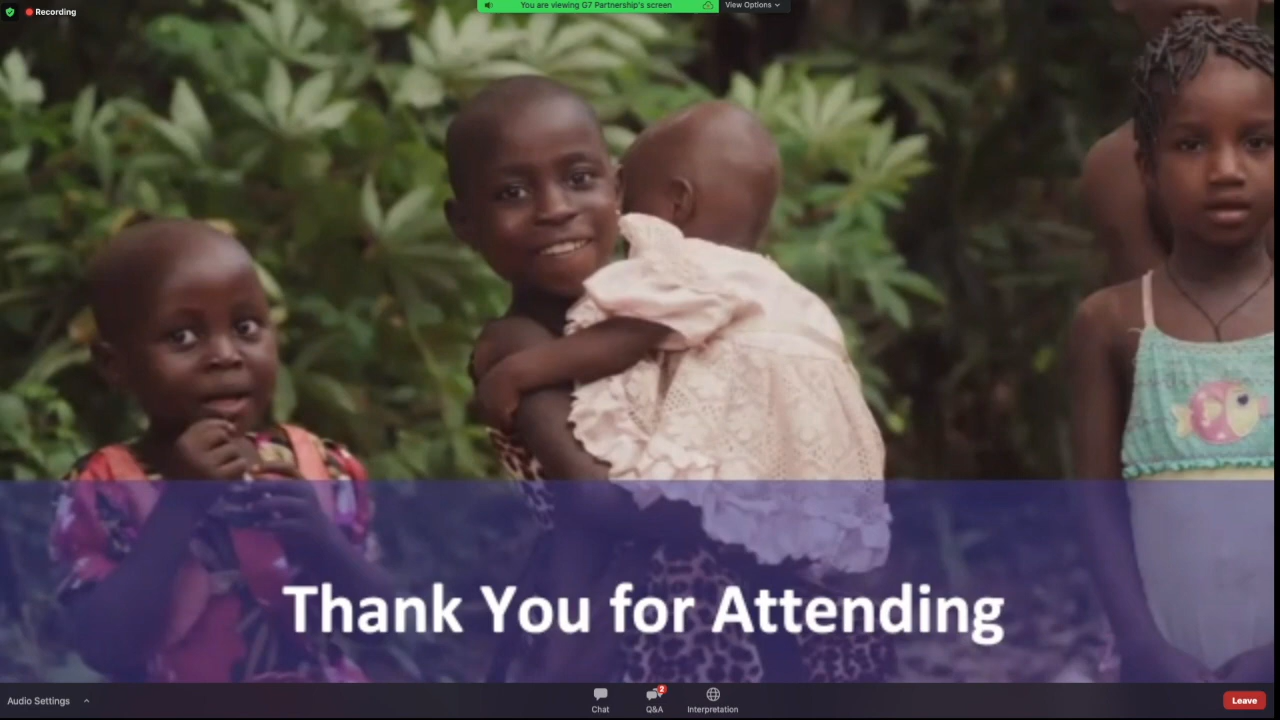 Recording
You are viewing G7 Partnership's screen
View Options
Thank You for Attending
Audio Settings
Chat
2
Q&A
Interpretation
Leave